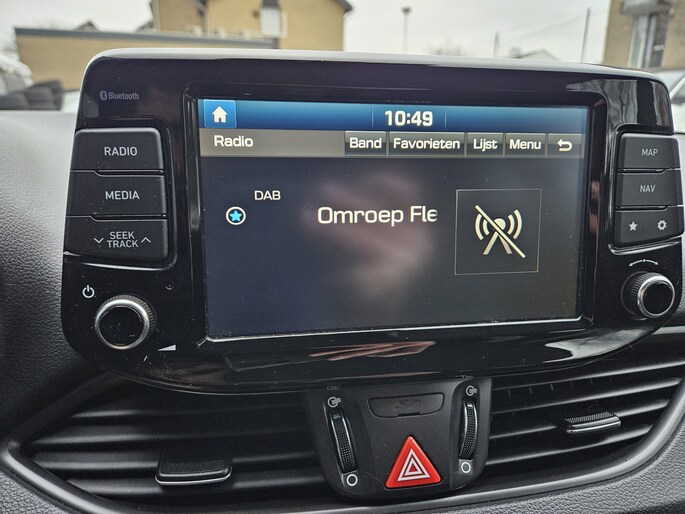 Bluetooth
10:49
RADIO
Radio Band Favorieten Lijst Menu
MAP
MEDIA
DAB
Omroep Fle
NAV
SEEK
TRACK